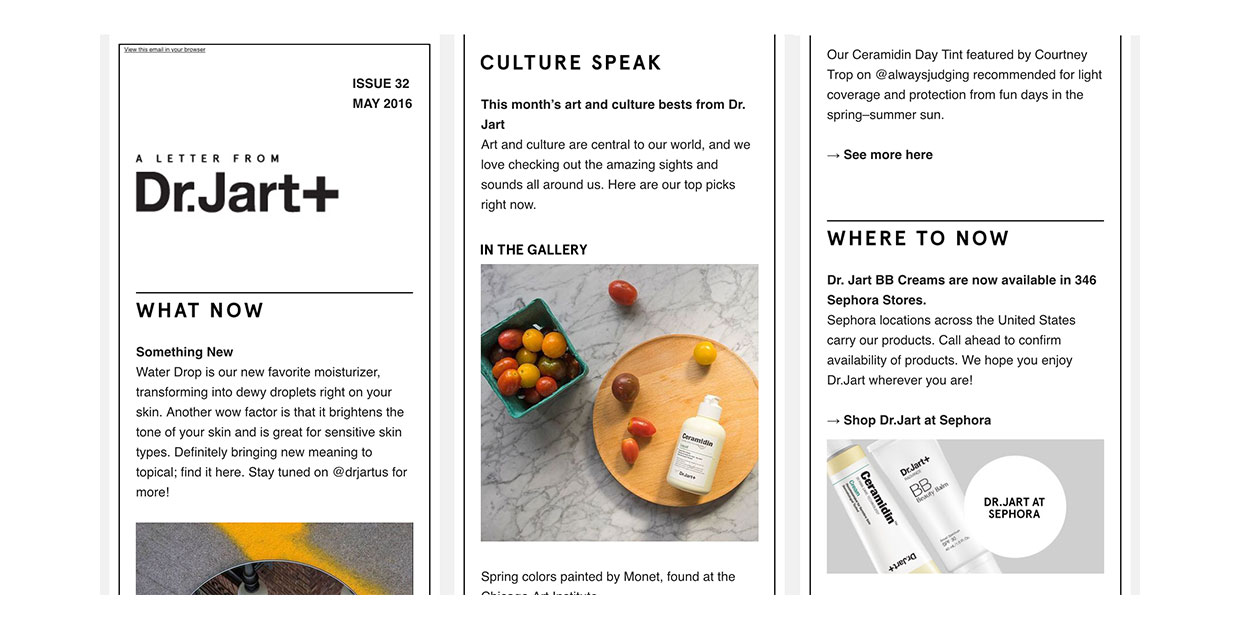 View this email in your browser
ISSUE 32
MAY 2016
A LETTER FROM
Dr.Jart+
WHAT NOW
Something New
Water Drop is our new favorite moisturizer,
transforming into dewy droplets right on your
skin. Another wow factor is that it brightens the
tone of your skin and is great for sensitive skin
types. Definitely bringing new meaning to
topical; find it here. Stay tuned on @drjartus for
more!
CULTURE SPEAK
This month’s art and culture bests from Dr.
Jart
Art and culture are central to our world, and we
love checking out the amazing sights and
sounds all around us. Here are our top picks
right now.
IN THE GALLERY
Ceramidin
Dr.Jart+
Spring colors painted by Monet, found at the
Chicago Art Institute
Our Ceramidin Day Tint featured by Courtney
Trop on @alwaysjudging recommended for light
coverage and protection from fun days in the
spring–summer sun.
→ See more here
WHERE TO NOW
Dr. Jart BB Creams are now available in 346
Sephora Stores.
Sephora locations across the United States
carry our products. Call ahead to confirm
availability of products. We hope you enjoy
Dr.Jart wherever you are!
→ Shop Dr.Jart at Sephora
Ceramidin
Cream
Dr.Jart+
Dr.Jart+
BB
Beauty Balm
SPF 30
DR.JART AT
SEPHORA